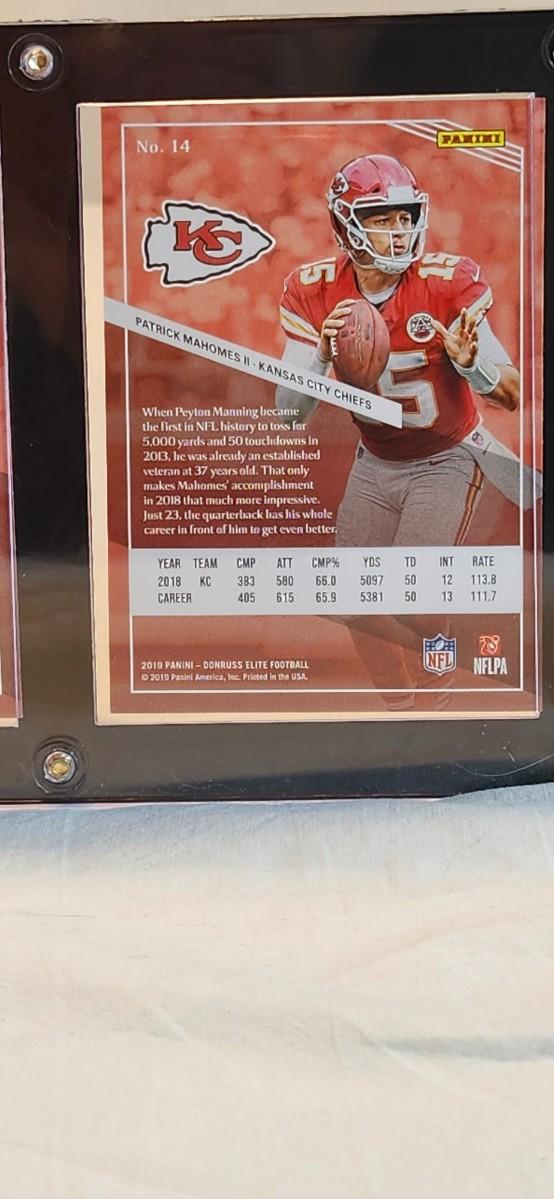 No. 14
PANINI
KC
15
15
15
PATRICK MAHOMES II - KANSAS CITY CHIEFS
When Peyton Manning became
the first in NFL history to toss for
5,000 yards and 50 touchdowns in
2013, he was already an established
veteran at 37 years old. That only
makes Mahomes' accomplishment
in 2018 that much more impressive.
Just 23, the quarterback has his whole
career in front of him to get even better.
YEAR TEAM CMP ATT CMP% YDS TD INT RATE
2018 KC 383 580 66.0 5097 50 12 113.8
CAREER 405 615 65.9 5381 50 13 111.7
2019 PANINI – DONRUSS ELITE FOOTBALL
© 2019 Panini America, Inc. Printed in the USA.
NFL
NFLPA